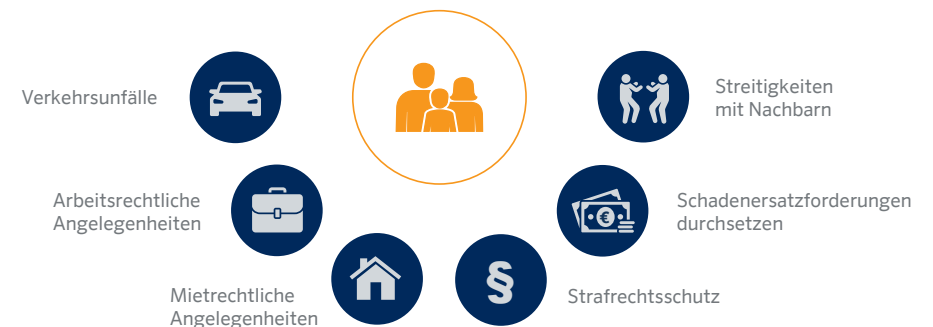 Verkehrsunfälle
Streitigkeiten
mit Nachbarn
Arbeitsrechtliche
Angelegenheiten
Schadenersatzforderungen
durchsetzen
Mietrechtliche
Angelegenheiten
§
Strafrechtsschutz